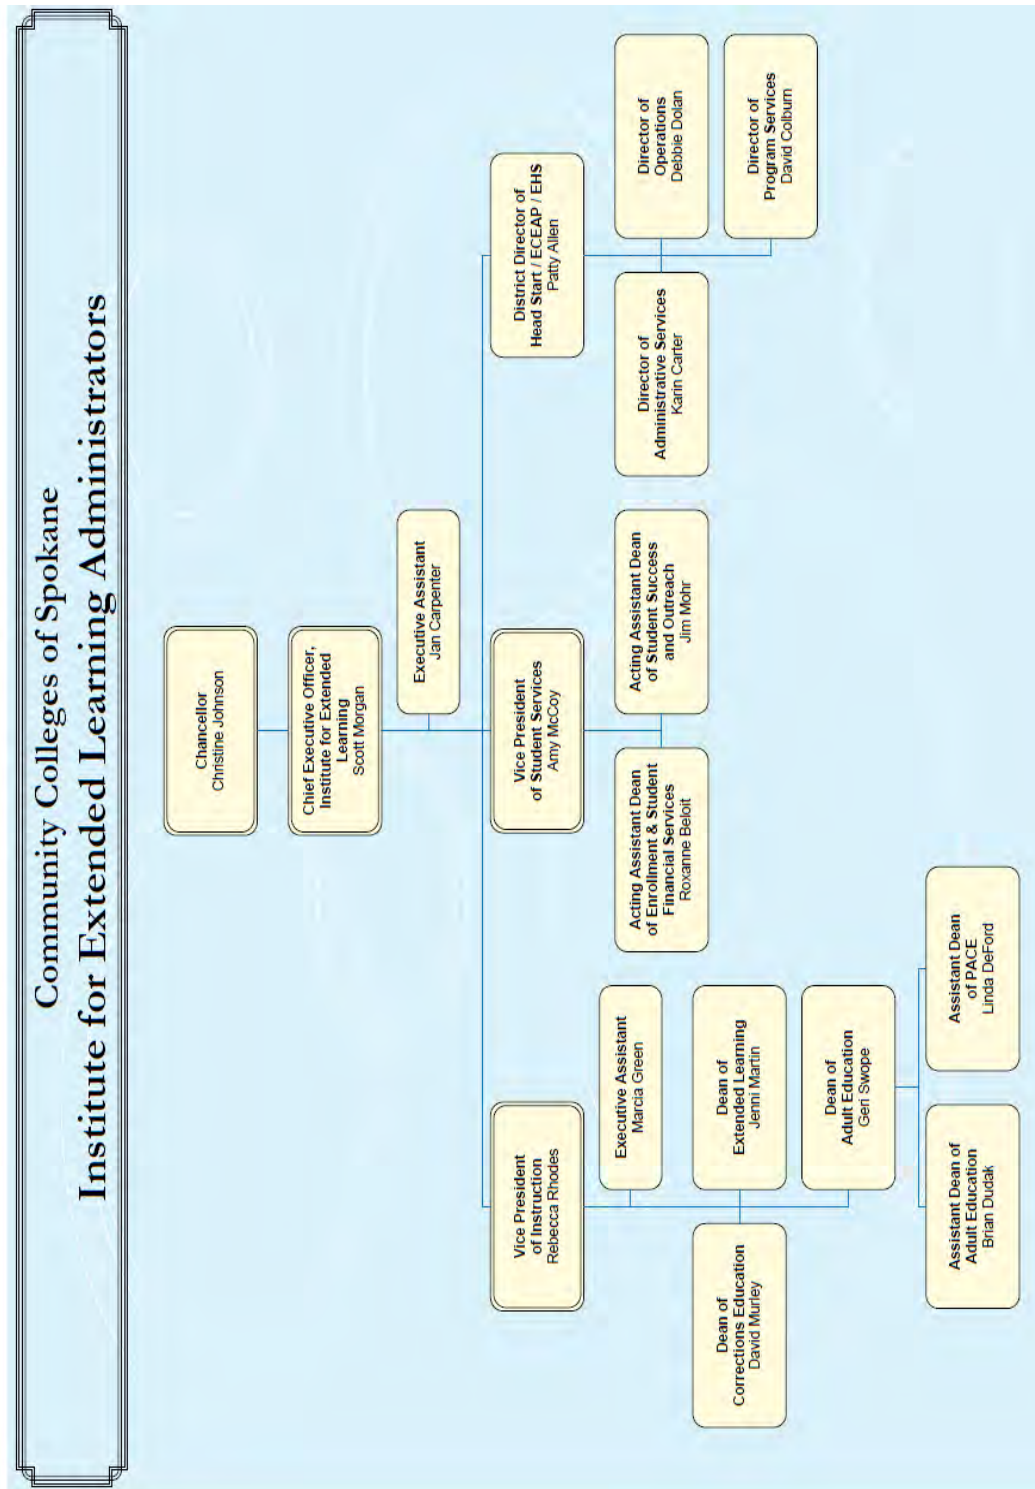 Community Colleges of Spokane
Institute for Extended Learning Administrators
Chancellor
Christine Johnson
Chief Executive Officer,
Institute for Extended
Learning
Scott Morgan
Executive Assistant
Jan Carpenter
Vice President
of Instruction
Rebecca Rhodes
Executive Assistant
Marcia Green
Dean of
Corrections Education
David Murley
Dean of
Extended Learning
Jenni Martin
Dean of
Adult Education
Geri Swope
Assistant Dean of
Adult Education
Brian Dudak
Assistant Dean
of PACE
Linda DeFord
Vice President
of Student Services
Amy McCoy
Acting Assistant Dean
of Enrollment & Student
Financial Services
Roxanne Beloit
Acting Assistant Dean
of Student Success
and Outreach
Jim Mohr
District Director of
Head Start / ECEAP / EHS
Patty Allen
Director of
Administrative Services
Karin Carter
Director of
Operations
Debbie Dolan
Director of
Program Services
David Colburn